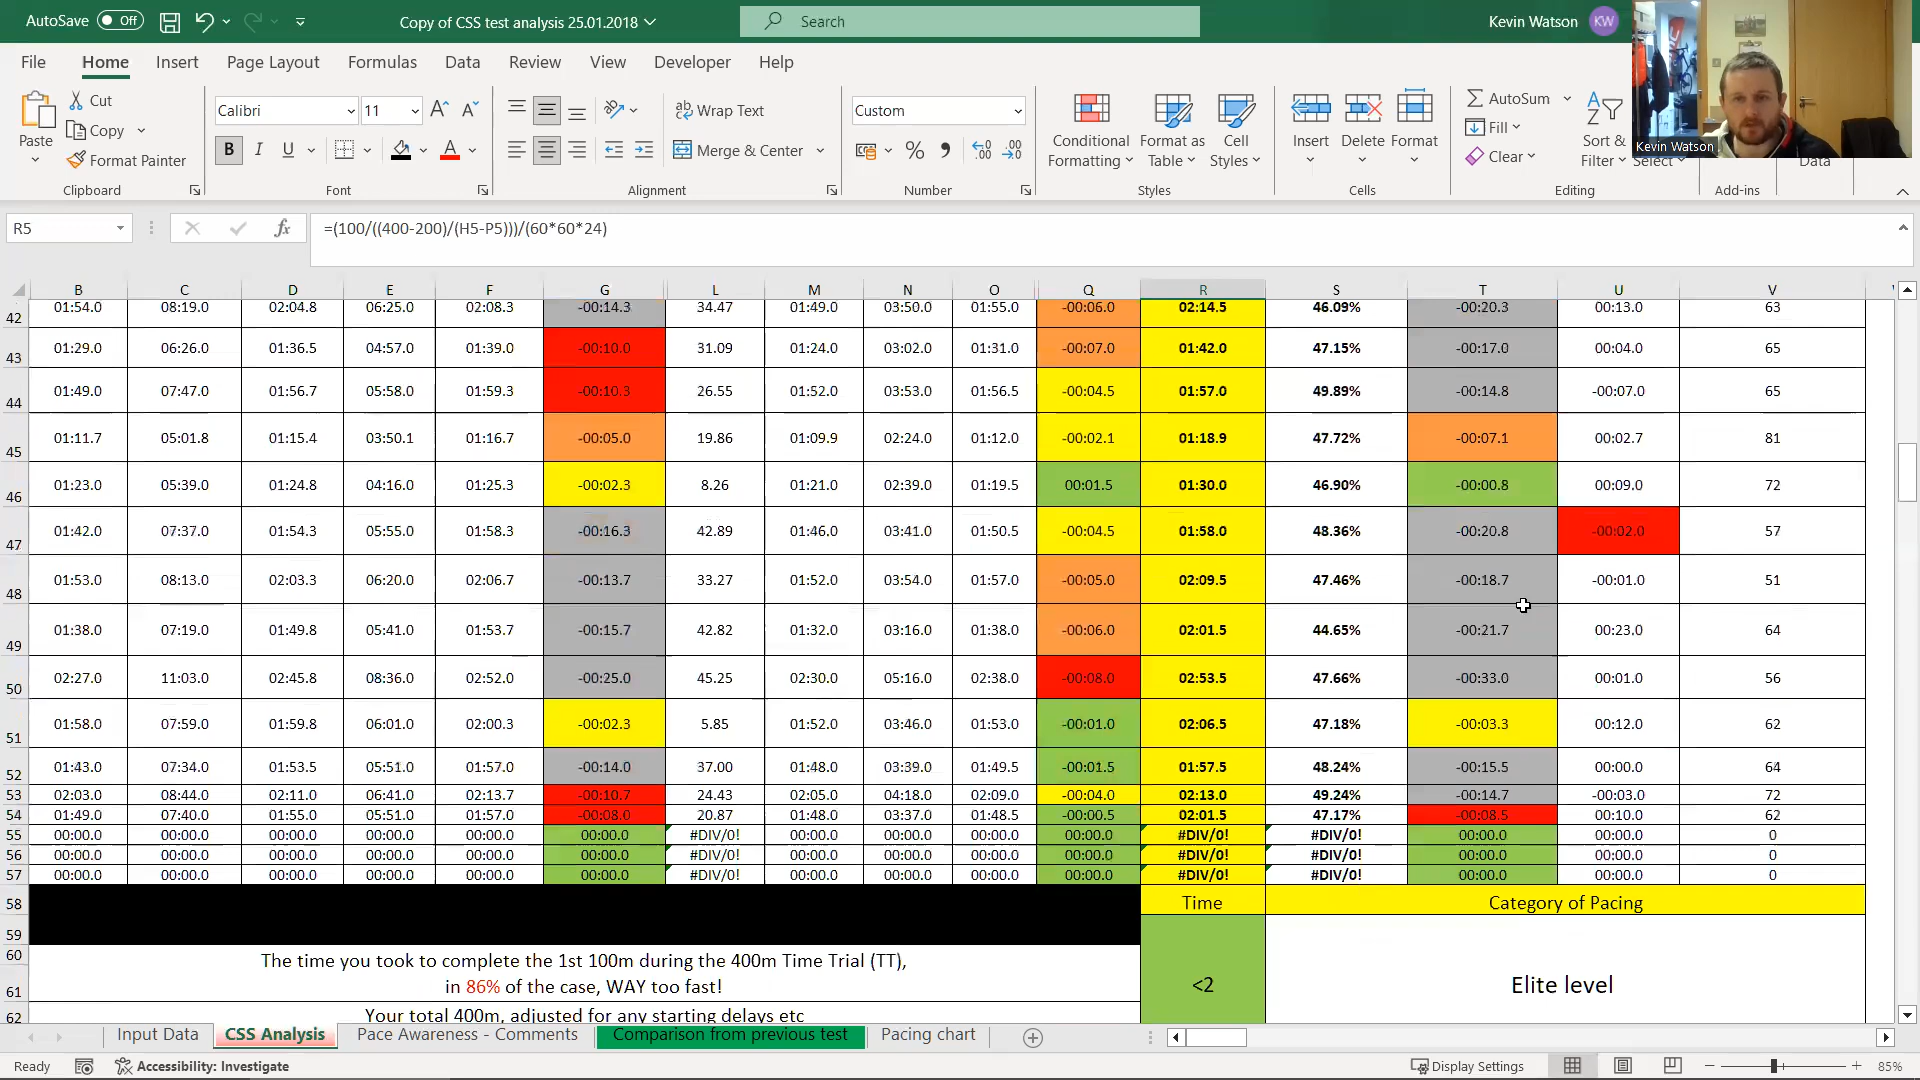 AutoSave Off Copy of CSS test analysis 25.01.2018 Search Kevin Watson KW
File Home Insert Page Layout Formulas Data Review View Developer Help
Paste Cut Copy Format Painter Calibri 11 Wrap Text Merge & Center Custom Conditional Formatting Format as Table Cell Styles Insert Delete Format AutoSum Fill Clear Sort & Filter Select Data
Kevin Watson
Clipboard Font Alignment Number Styles Cells Editing Add-ins
R5 fx =(100/((400-200)/(H5-P5)))/(60*60*24)
B C D E F G L M N O Q R S T U V
42 01:54.0 08:19.0 02:04.8 06:25.0 02:08.3 -00:14.3 34.47 01:49.0 03:50.0 01:55.0 -00:06.0 02:14.5 46.09% -00:20.3 00:13.0 63
43 01:29.0 06:26.0 01:36.5 04:57.0 01:39.0 -00:10.0 31.09 01:24.0 03:02.0 01:31.0 -00:07.0 01:42.0 47.15% -00:17.0 00:04.0 65
44 01:49.0 07:47.0 01:56.7 05:58.0 01:59.3 -00:10.3 26.55 01:52.0 03:53.0 01:56.5 -00:04.5 01:57.0 49.89% -00:14.8 -00:07.0 65
45 01:11.7 05:01.8 01:15.4 03:50.1 01:16.7 -00:05.0 19.86 01:09.9 02:24.0 01:12.0 -00:02.1 01:18.9 47.72% -00:07.1 00:02.7 81
46 01:23.0 05:39.0 01:24.8 04:16.0 01:25.3 -00:02.3 8.26 01:21.0 02:39.0 01:19.5 00:01.5 01:30.0 46.90% -00:00.8 00:09.0 72
47 01:42.0 07:37.0 01:54.3 05:55.0 01:58.3 -00:16.3 42.89 01:46.0 03:41.0 01:50.5 -00:04.5 01:58.0 48.36% -00:20.8 -00:02.0 57
48 01:53.0 08:13.0 02:03.3 06:20.0 02:06.7 -00:13.7 33.27 01:52.0 03:54.0 01:57.0 -00:05.0 02:09.5 47.46% -00:18.7 -00:01.0 51
49 01:38.0 07:19.0 01:49.8 05:41.0 01:53.7 -00:15.7 42.82 01:32.0 03:16.0 01:38.0 -00:06.0 02:01.5 44.65% -00:21.7 00:23.0 64
50 02:27.0 11:03.0 02:45.8 08:36.0 02:52.0 -00:25.0 45.25 02:30.0 05:16.0 02:38.0 -00:08.0 02:53.5 47.66% -00:33.0 00:01.0 56
51 01:58.0 07:59.0 01:59.8 06:01.0 02:00.3 -00:02.3 5.85 01:52.0 03:46.0 01:53.0 -00:01.0 02:06.5 47.18% -00:03.3 00:12.0 62
52 01:43.0 07:34.0 01:53.5 05:51.0 01:57.0 -00:14.0 37.00 01:48.0 03:39.0 01:49.5 -00:01.5 01:57.5 48.24% -00:15.5 00:00.0 64
53 02:03.0 08:44.0 02:11.0 06:41.0 02:13.7 -00:10.7 24.43 02:05.0 04:18.0 02:09.0 -00:04.0 02:13.0 49.24% -00:14.7 -00:03.0 72
54 01:49.0 07:40.0 01:55.0 05:51.0 01:57.0 -00:08.0 20.87 01:48.0 03:37.0 01:48.5 -00:00.5 02:01.5 47.17% -00:08.5 00:10.0 62
55 00:00.0 00:00.0 00:00.0 00:00.0 00:00.0 00:00.0 #DIV/0! 00:00.0 00:00.0 00:00.0 00:00.0 #DIV/0! #DIV/0! 00:00.0 00:00.0 0
56 00:00.0 00:00.0 00:00.0 00:00.0 00:00.0 00:00.0 #DIV/0! 00:00.0 00:00.0 00:00.0 00:00.0 #DIV/0! #DIV/0! 00:00.0 00:00.0 0
57 00:00.0 00:00.0 00:00.0 00:00.0 00:00.0 00:00.0 #DIV/0! 00:00.0 00:00.0 00:00.0 00:00.0 #DIV/0! #DIV/0! 00:00.0 00:00.0 0
58 Time Category of Pacing
59
60 The time you took to complete the 1st 100m during the 400m Time Trial (TT),
61 in 86% of the case, WAY too fast! <2 Elite level
62 Your total 400m, adjusted for any starting delays etc
Input Data CSS Analysis Pace Awareness - Comments Comparison from previous test Pacing chart
Ready Accessibility: Investigate Display Settings 85%